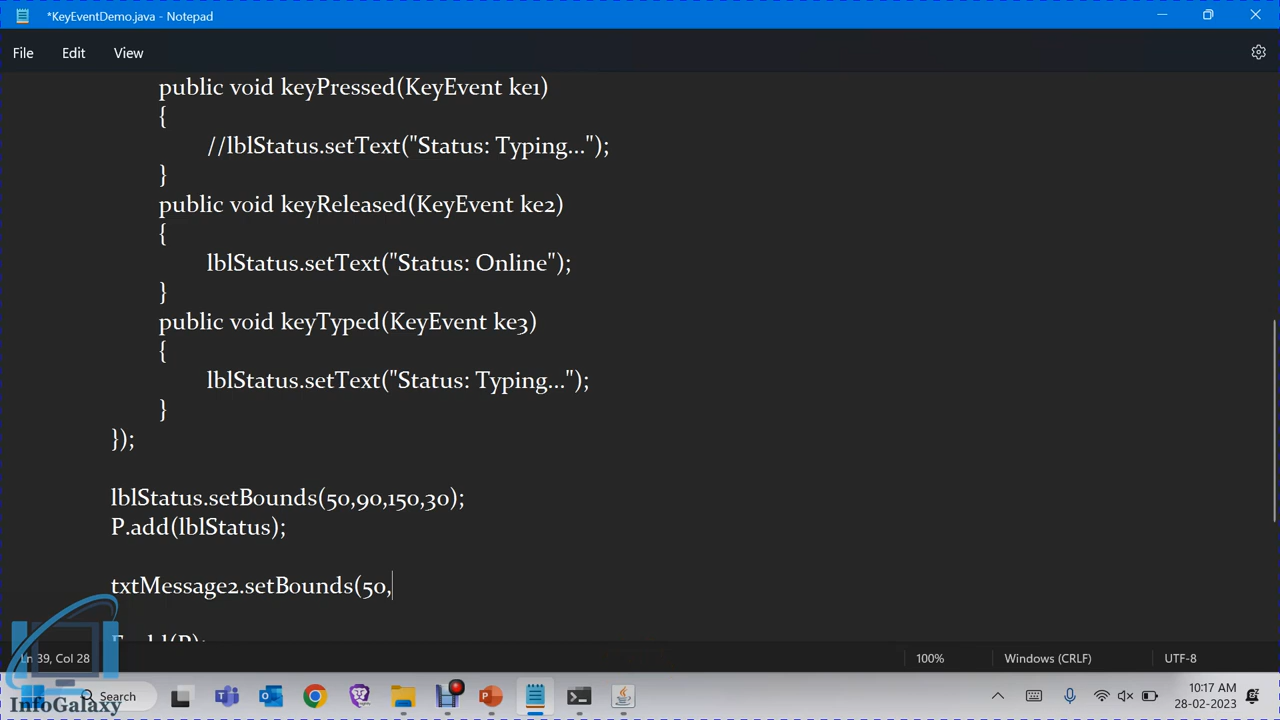 *KeyEventDemo.java - Notepad
File Edit View
public void keyPressed(KeyEvent ke1)
{
//lblStatus.setText("Status: Typing...");
}
public void keyReleased(KeyEvent ke2)
{
lblStatus.setText("Status: Online");
}
public void keyTyped(KeyEvent ke3)
{
lblStatus.setText("Status: Typing...");
}
});
lblStatus.setBounds(50,90,150,30);
P.add(lblStatus);
txtMessage2.setBounds(50,
Ln 39, Col 28 100% Windows (CRLF) UTF-8
Search
10:17 AM
28-02-2023
InfoGalaxy